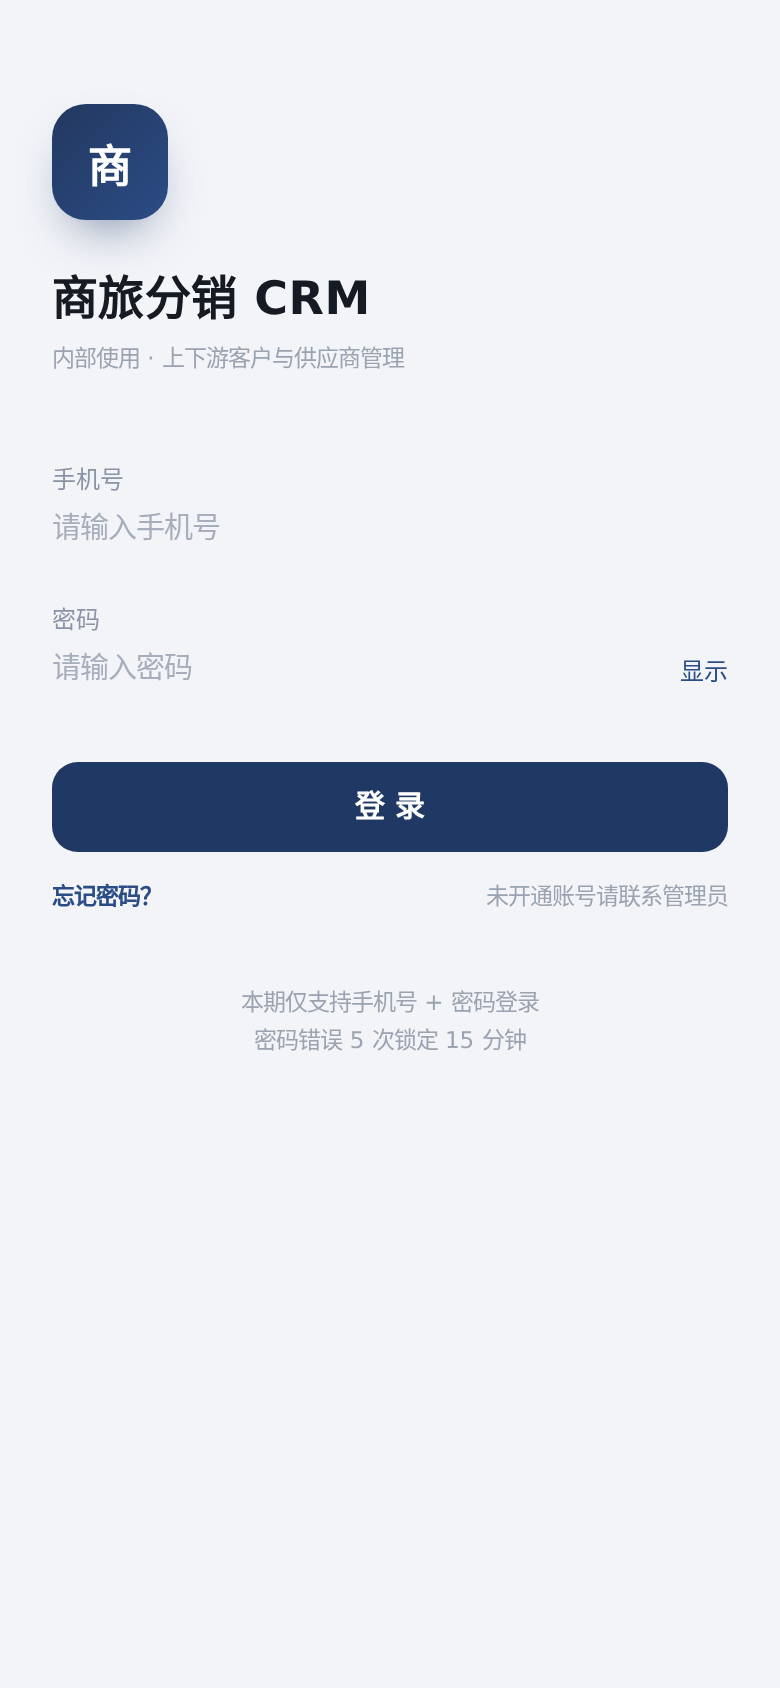 商
商旅分销 CRM
内部使用 · 上下游客户与供应商管理
手机号
请输入手机号
密码
请输入密码
显示
登 录
忘记密码？
未开通账号请联系管理员
本期仅支持手机号 + 密码登录
密码错误 5 次锁定 15 分钟